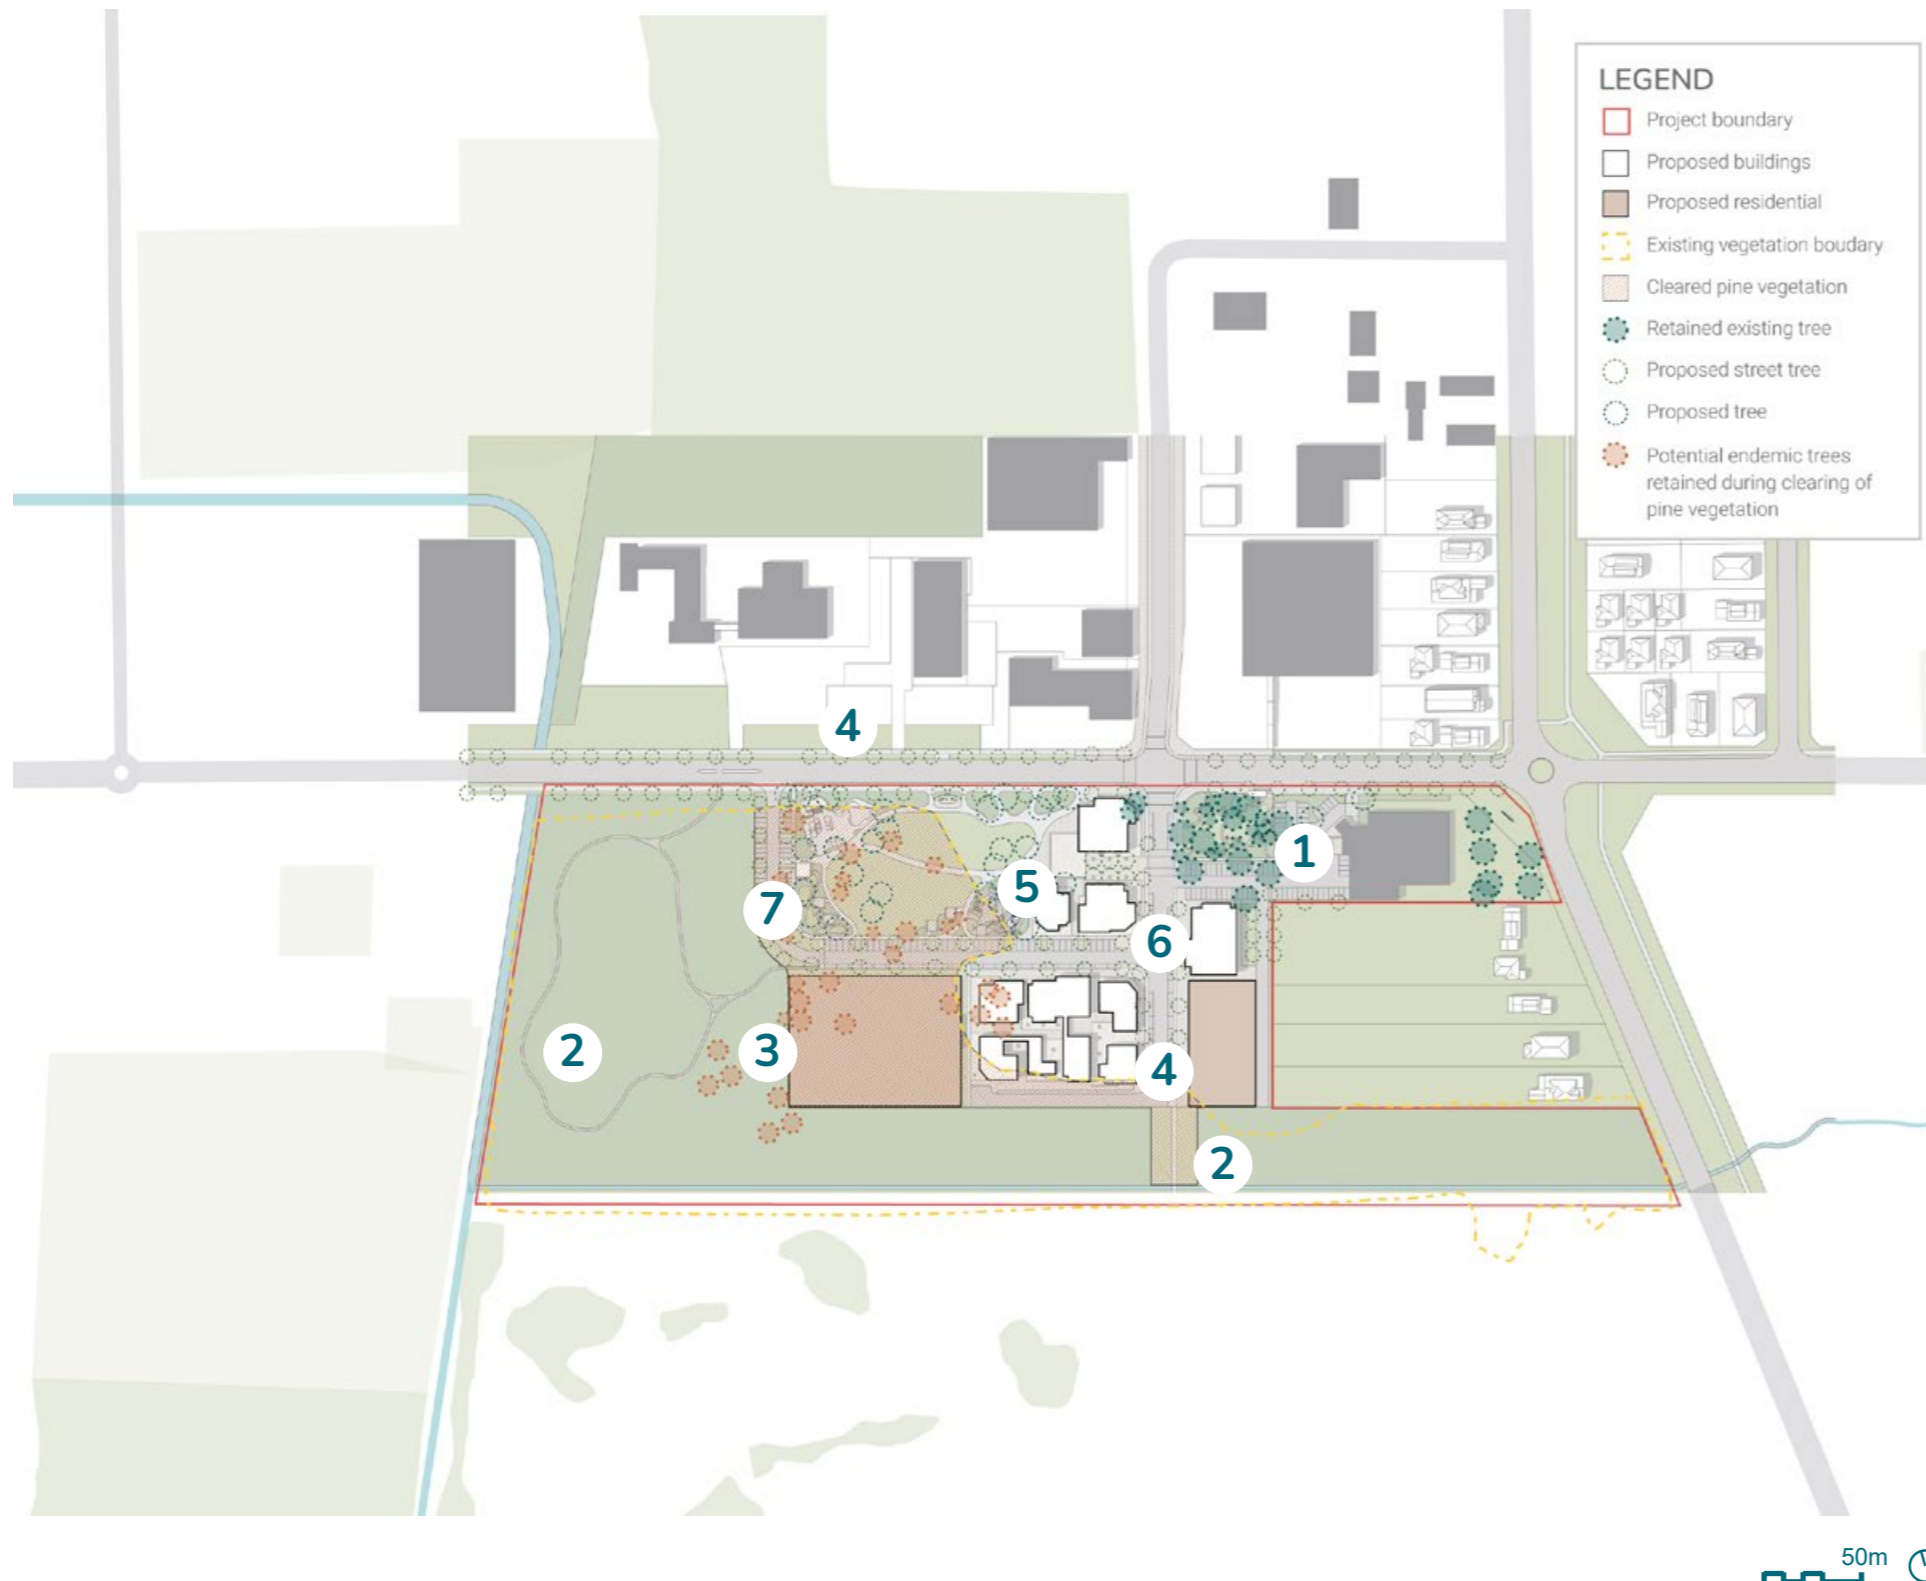 LEGEND
Project boundary
Proposed buildings
Proposed residential
Existing vegetation boudary
Cleared pine vegetation
Retained existing tree
Proposed street tree
Proposed tree
Potential endemic trees
retained during clearing of
pine vegetation
4
1
5
7
6
2
3
4
2
50m